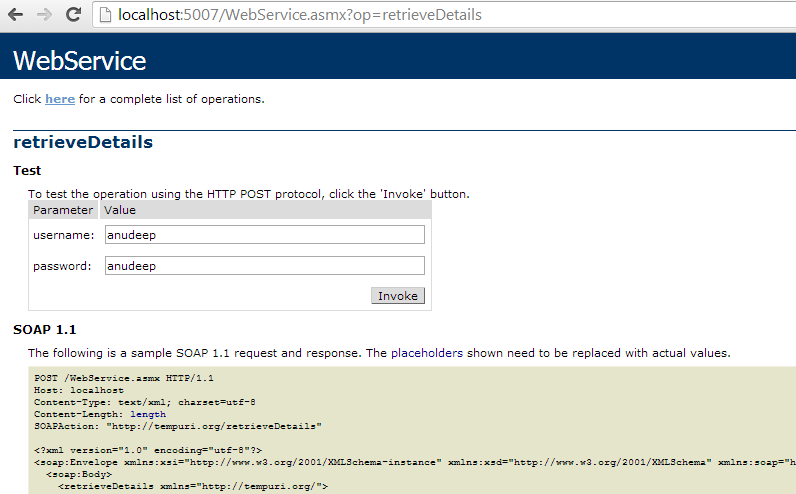 localhost:5007/WebService.asmx?op=retrieveDetails
WebService
Click here for a complete list of operations.
retrieveDetails
Test
To test the operation using the HTTP POST protocol, click the 'Invoke' button.
Parameter Value
username: anudeep
password: anudeep
Invoke
SOAP 1.1
The following is a sample SOAP 1.1 request and response. The placeholders shown need to be replaced with actual values.
POST /WebService.asmx HTTP/1.1
Host: localhost
Content-Type: text/xml; charset=utf-8
Content-Length: length
SOAPAction: "http://tempuri.org/retrieveDetails"
<?xml version="1.0" encoding="utf-8"?>
<soap:Envelope xmlns:xsi="http://www.w3.org/2001/XMLSchema-instance" xmlns:xsd="http://www.w3.org/2001/XMLSchema" xmlns:soap="h
<soap:Body>
<retrieveDetails xmlns="http://tempuri.org/">